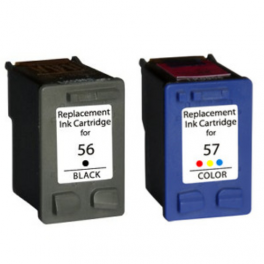 Replacement
Ink Cartridge
for
56
BLACK
Replacement
Ink Cartridge
for
57
COLOR